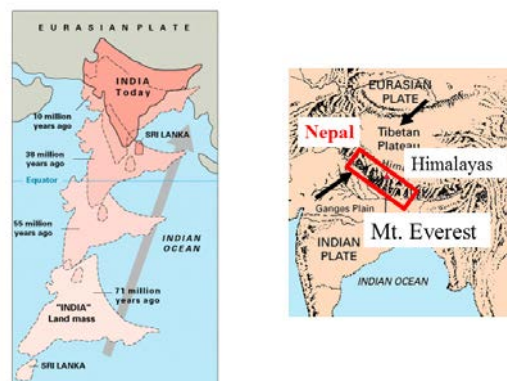 EURASIAN PLATE
INDIA
Today
10 million
years ago
SRI LANKA
38 million
years ago
Equator
55 million
years ago
INDIAN
OCEAN
71 million
years ago
"INDIA"
Land mass
SRI LANKA
EURASIAN
PLATE
Nepal
Tibetan
Plateau
Himalayas
Ganges Plain
Mt. Everest
INDIAN
PLATE
INDIAN OCEAN